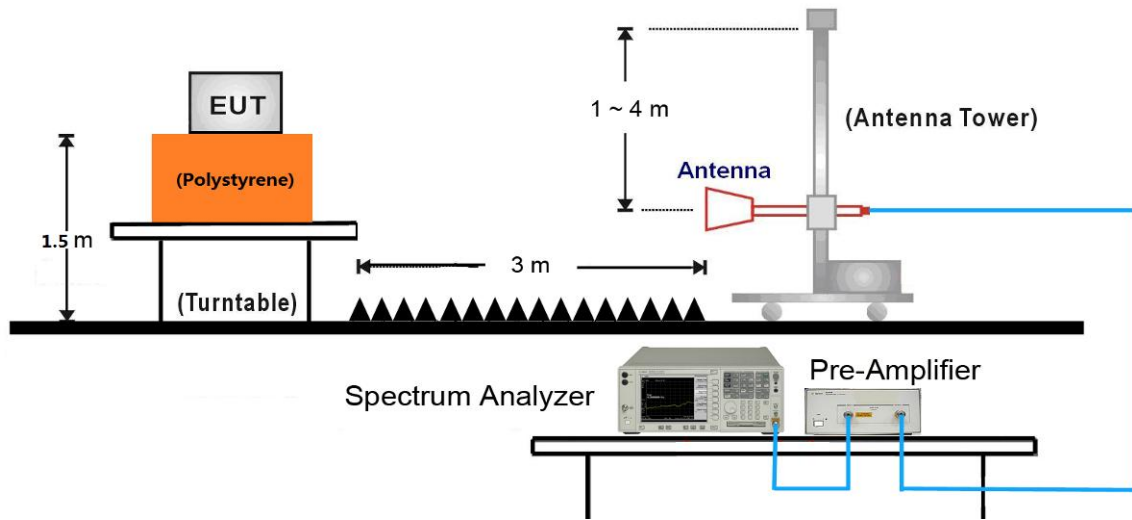 EUT
(Polystyrene)
1.5 m
(Turntable)
3 m
1 ~ 4 m
Antenna
(Antenna Tower)
Spectrum Analyzer
Pre-Amplifier